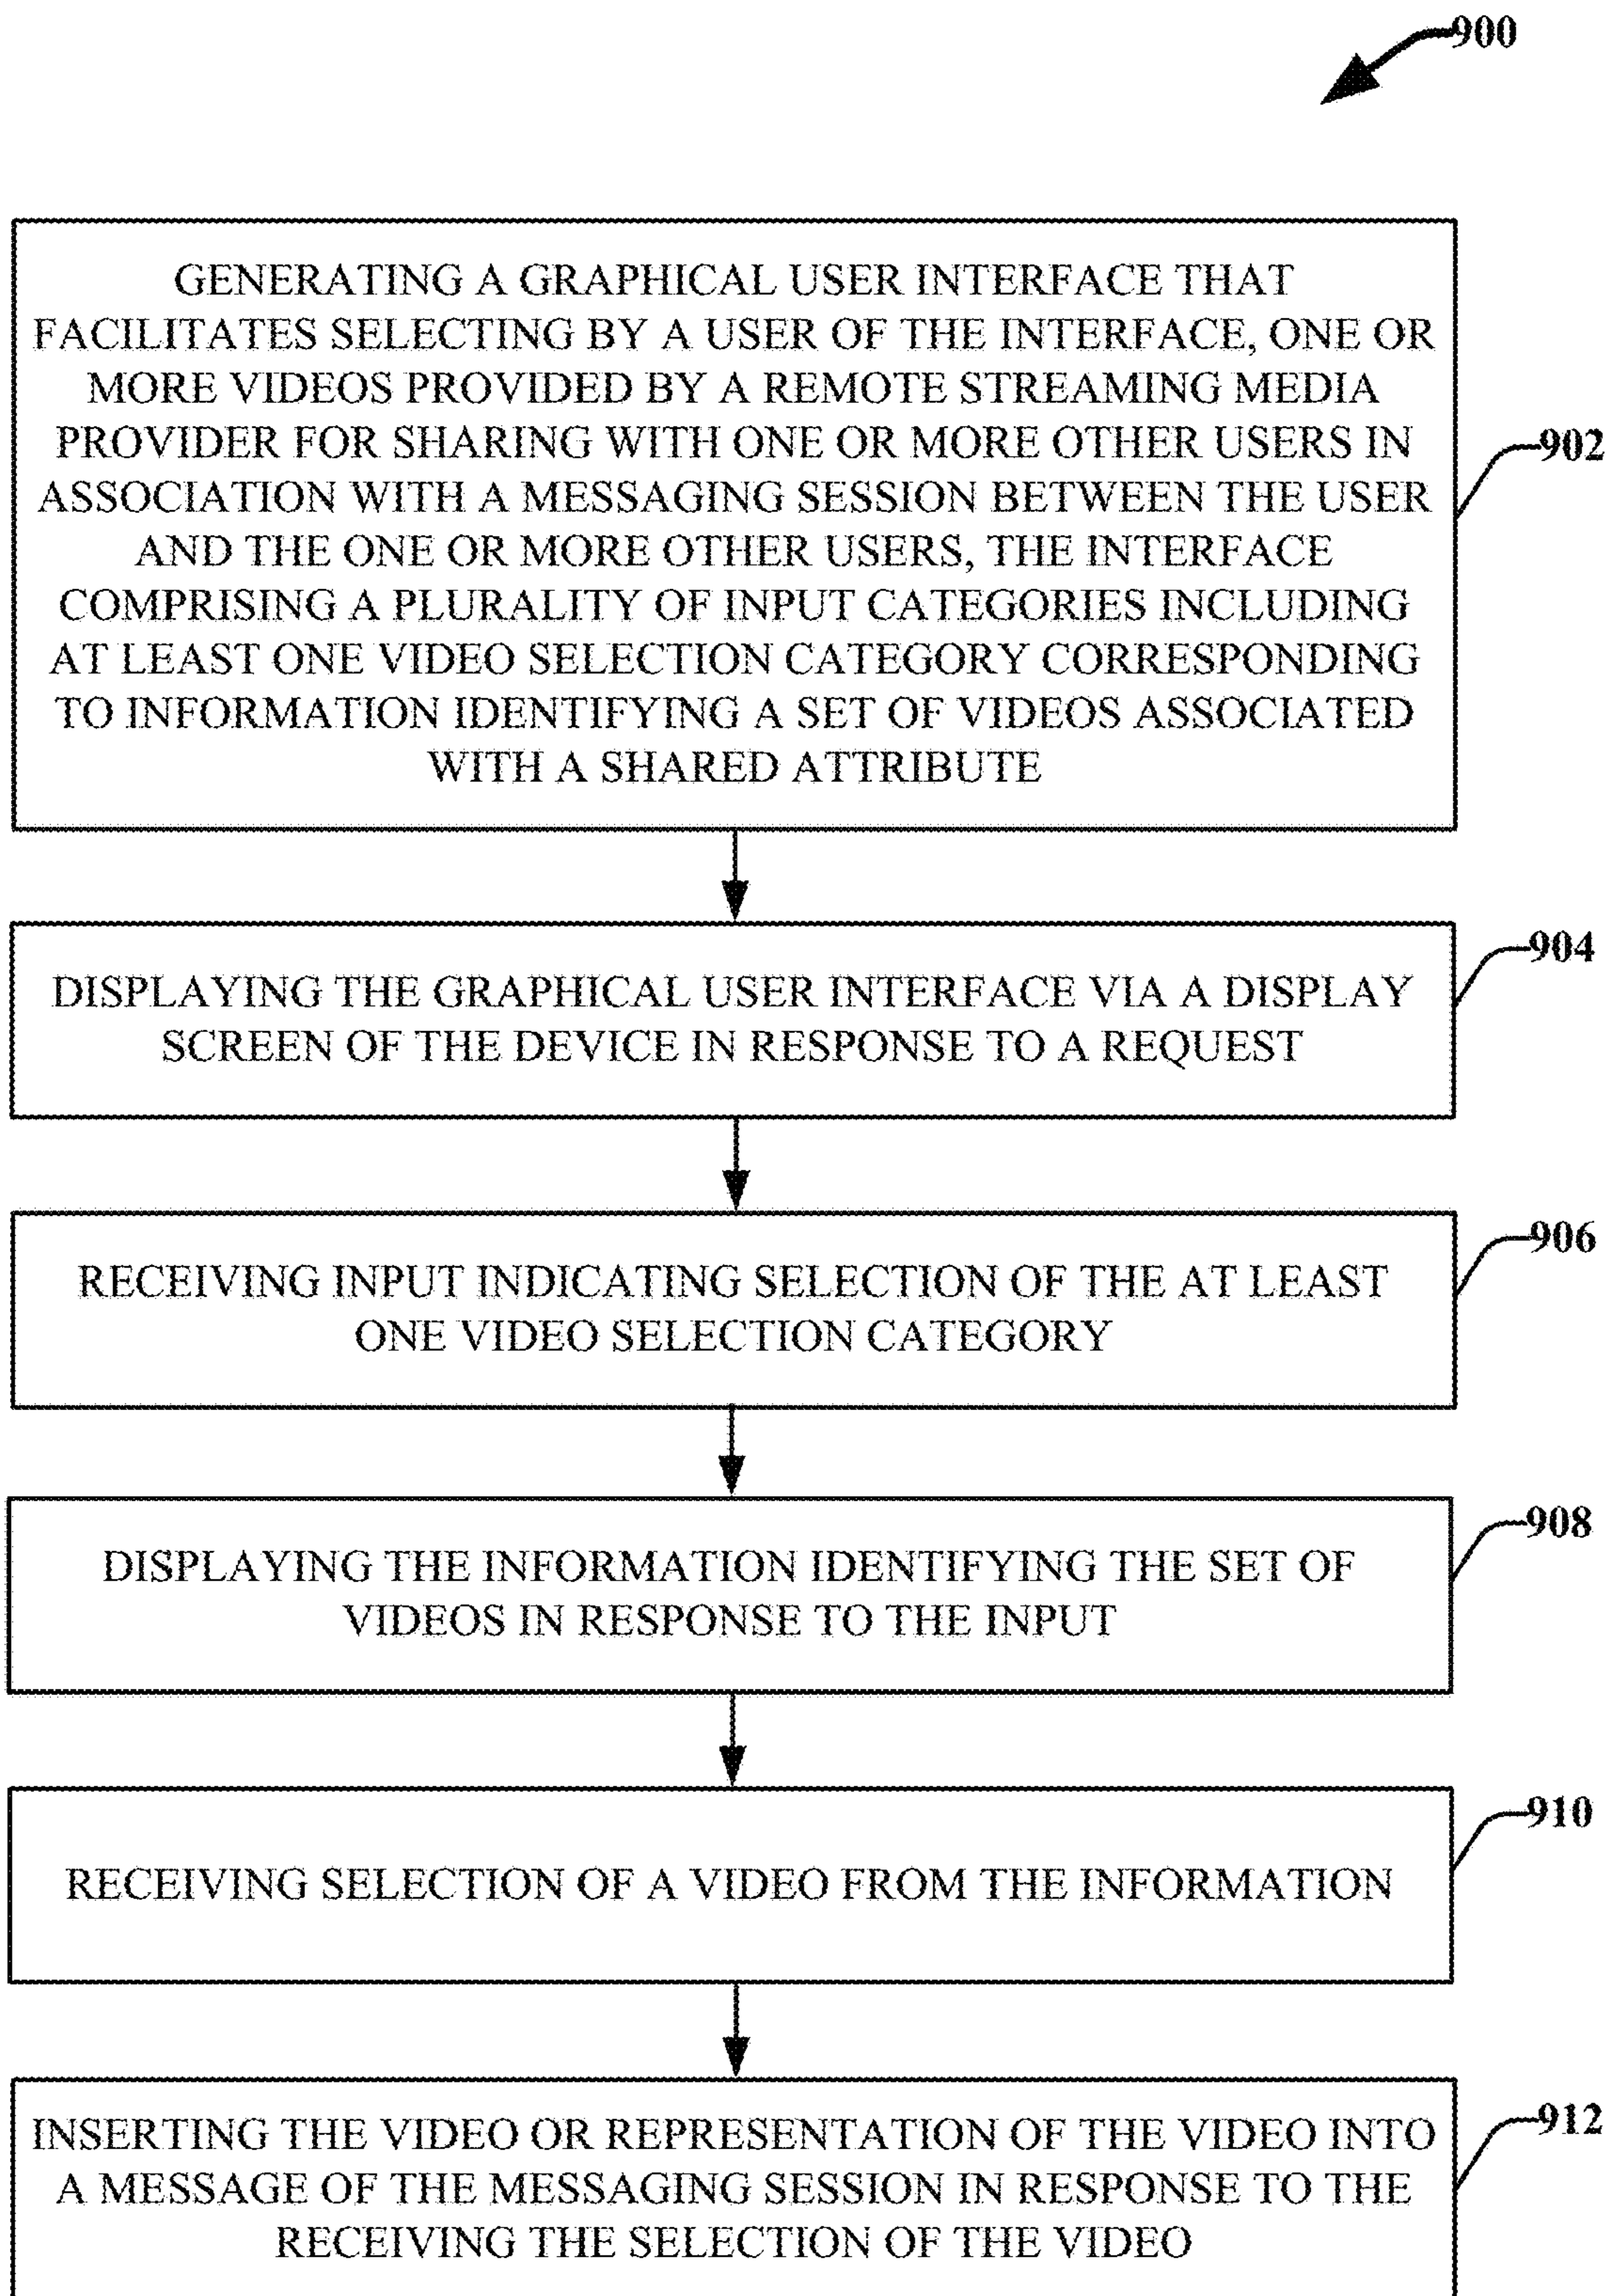 900
GENERATING A GRAPHICAL USER INTERFACE THAT
FACILITATES SELECTING BY A USER OF THE INTERFACE, ONE OR
MORE VIDEOS PROVIDED BY A REMOTE STREAMING MEDIA
PROVIDER FOR SHARING WITH ONE OR MORE OTHER USERS IN
ASSOCIATION WITH A MESSAGING SESSION BETWEEN THE USER
AND THE ONE OR MORE OTHER USERS, THE INTERFACE
COMPRISING A PLURALITY OF INPUT CATEGORIES INCLUDING
AT LEAST ONE VIDEO SELECTION CATEGORY CORRESPONDING
TO INFORMATION IDENTIFYING A SET OF VIDEOS ASSOCIATED
WITH A SHARED ATTRIBUTE
902
DISPLAYING THE GRAPHICAL USER INTERFACE VIA A DISPLAY
SCREEN OF THE DEVICE IN RESPONSE TO A REQUEST
904
RECEIVING INPUT INDICATING SELECTION OF THE AT LEAST
ONE VIDEO SELECTION CATEGORY
906
DISPLAYING THE INFORMATION IDENTIFYING THE SET OF
VIDEOS IN RESPONSE TO THE INPUT
908
RECEIVING SELECTION OF A VIDEO FROM THE INFORMATION
910
INSERTING THE VIDEO OR REPRESENTATION OF THE VIDEO INTO
A MESSAGE OF THE MESSAGING SESSION IN RESPONSE TO THE
RECEIVING THE SELECTION OF THE VIDEO
912